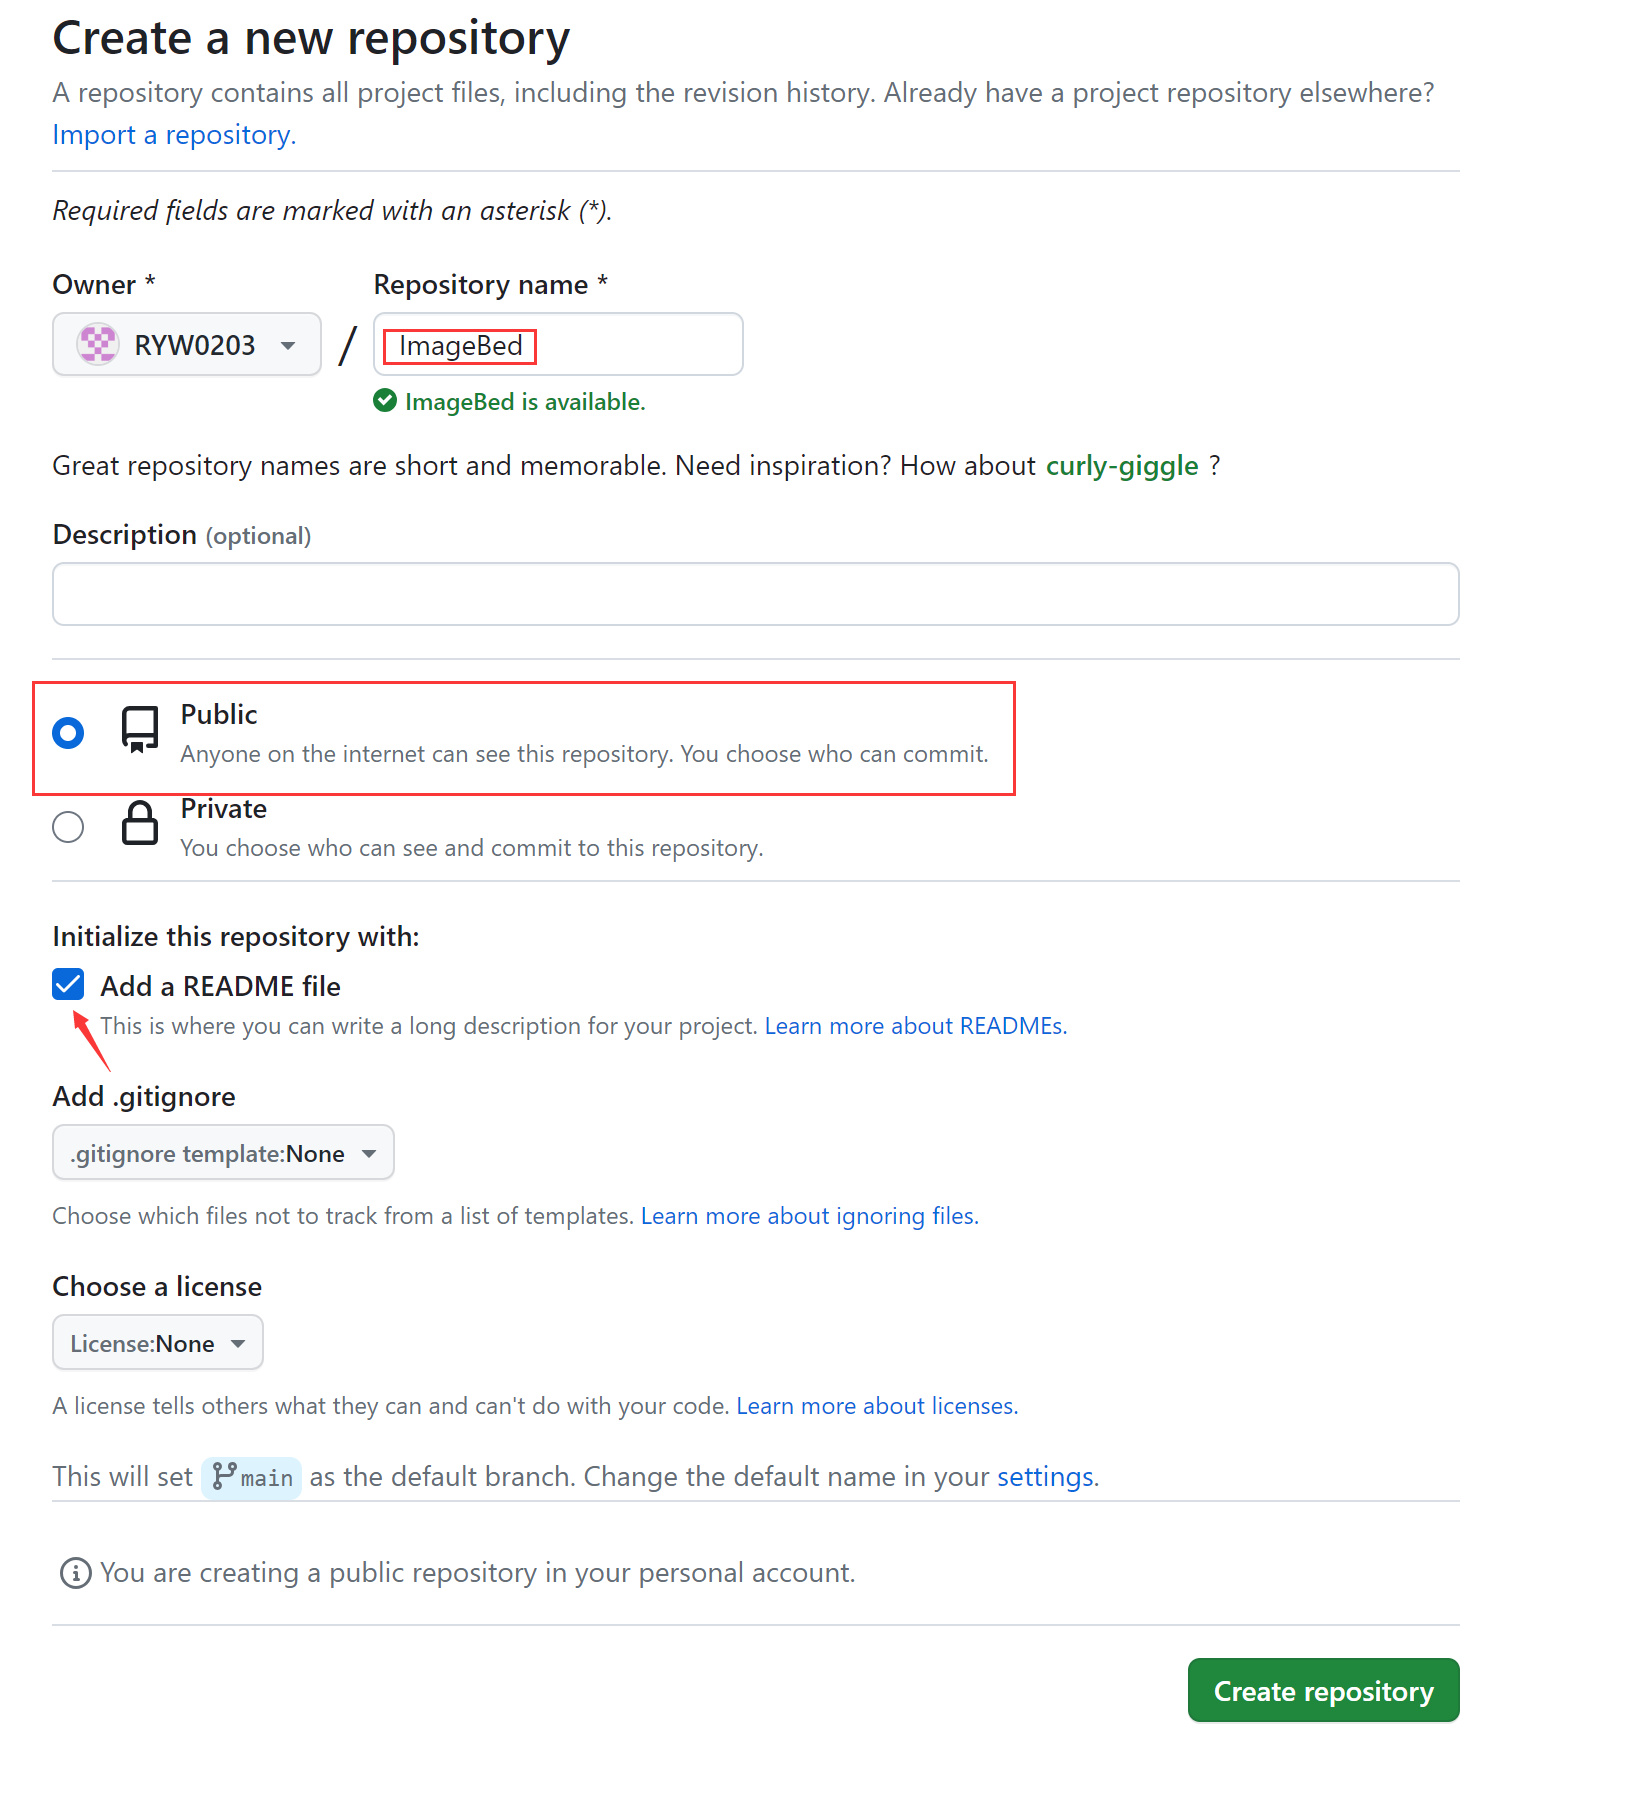 Create a new repository
A repository contains all project files, including the revision history. Already have a project repository elsewhere?
Import a repository.
Required fields are marked with an asterisk (*).
Owner * Repository name *
RYW0203 / ImageBed
ImageBed is available.
Great repository names are short and memorable. Need inspiration? How about curly-giggle ?
Description (optional)
Public
Anyone on the internet can see this repository. You choose who can commit.
Private
You choose who can see and commit to this repository.
Initialize this repository with:
Add a README file
This is where you can write a long description for your project. Learn more about READMEs.
Add .gitignore
.gitignore template:None
Choose which files not to track from a list of templates. Learn more about ignoring files.
Choose a license
License:None
A license tells others what they can and can't do with your code. Learn more about licenses.
This will set main as the default branch. Change the default name in your settings.
You are creating a public repository in your personal account.
Create repository